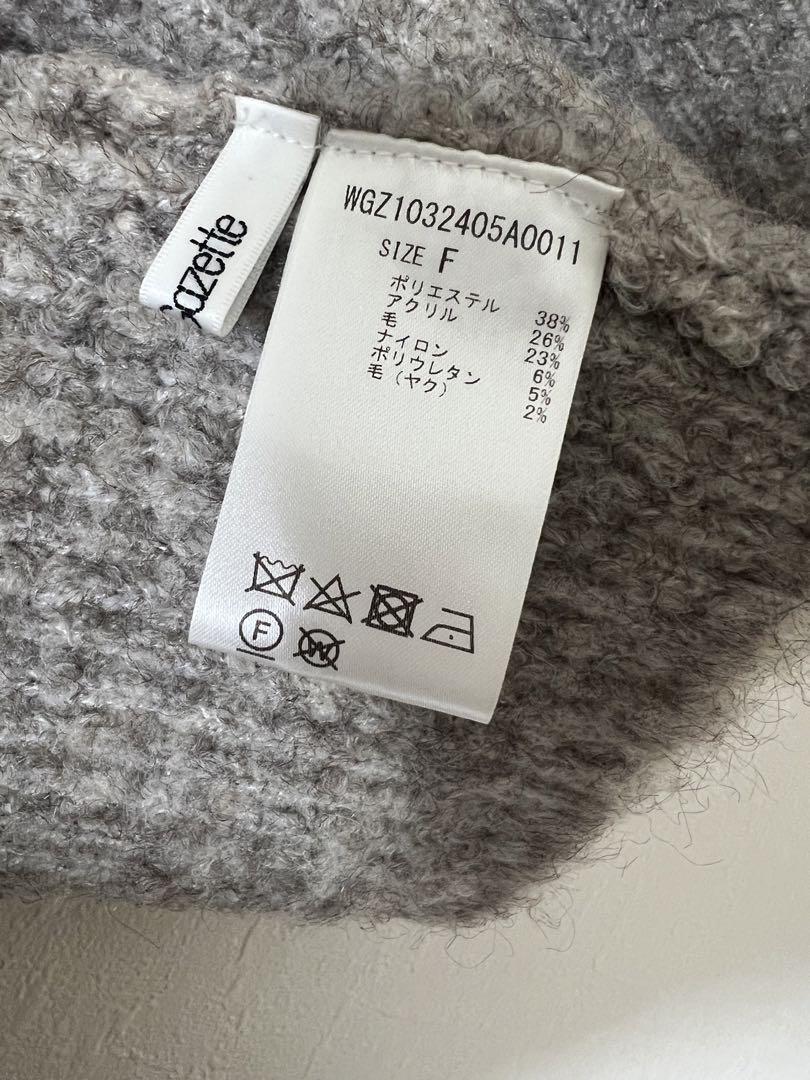 Gazette
WGZ1032405A0011
SIZE F
ポリエステル 38%
アクリル 26%
毛 23%
ナイロン 6%
ポリウレタン 5%
毛(ヤク) 2%
F
W